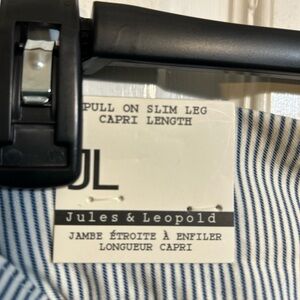 PULL ON SLIM LEG
CAPRI LENGTH
JL
Jules & Leopold
JAMBE ÉTROITE À ENFILER
LONGUEUR CAPRI